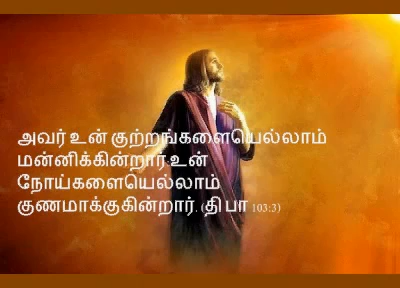 அவர் உன் குற்றங்களையெல்லாம்
மன்னிக்கின்றார் உன்
நோய்களையெல்லாம்
குணமாக்குகின்றார். (தி பா 103:3)